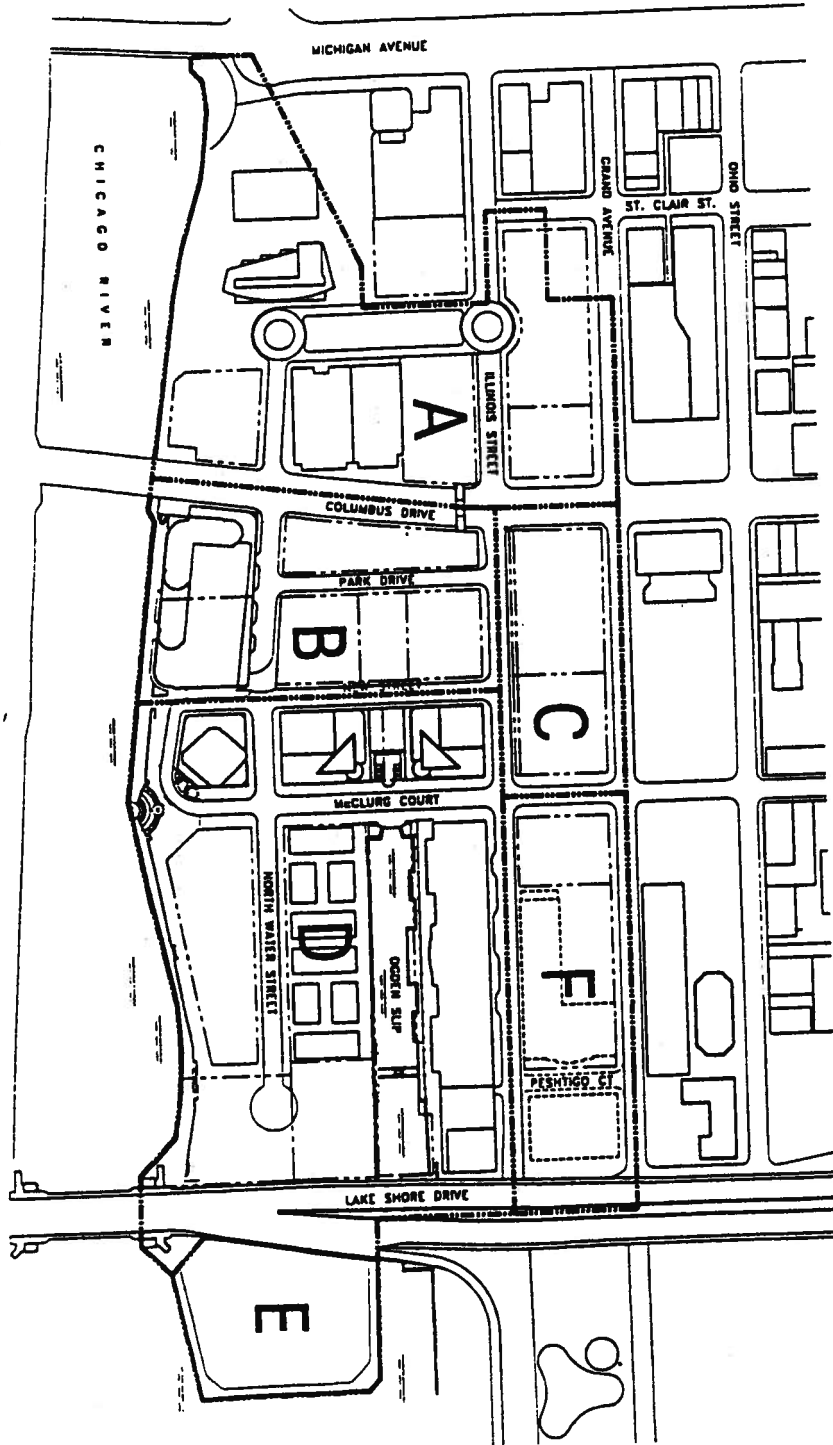 MICHIGAN AVENUE
CHICAGO RIVER
GRAND AVENUE
ST. CLAIR ST.
OHIO STREET
A
ILLINOIS STREET
COLUMBUS DRIVE
PARK DRIVE
B
C
McCLURG COURT
NORTH WATER STREET
D
OGDEN SLIP
F
PESHTIGO CT
LAKE SHORE DRIVE
E